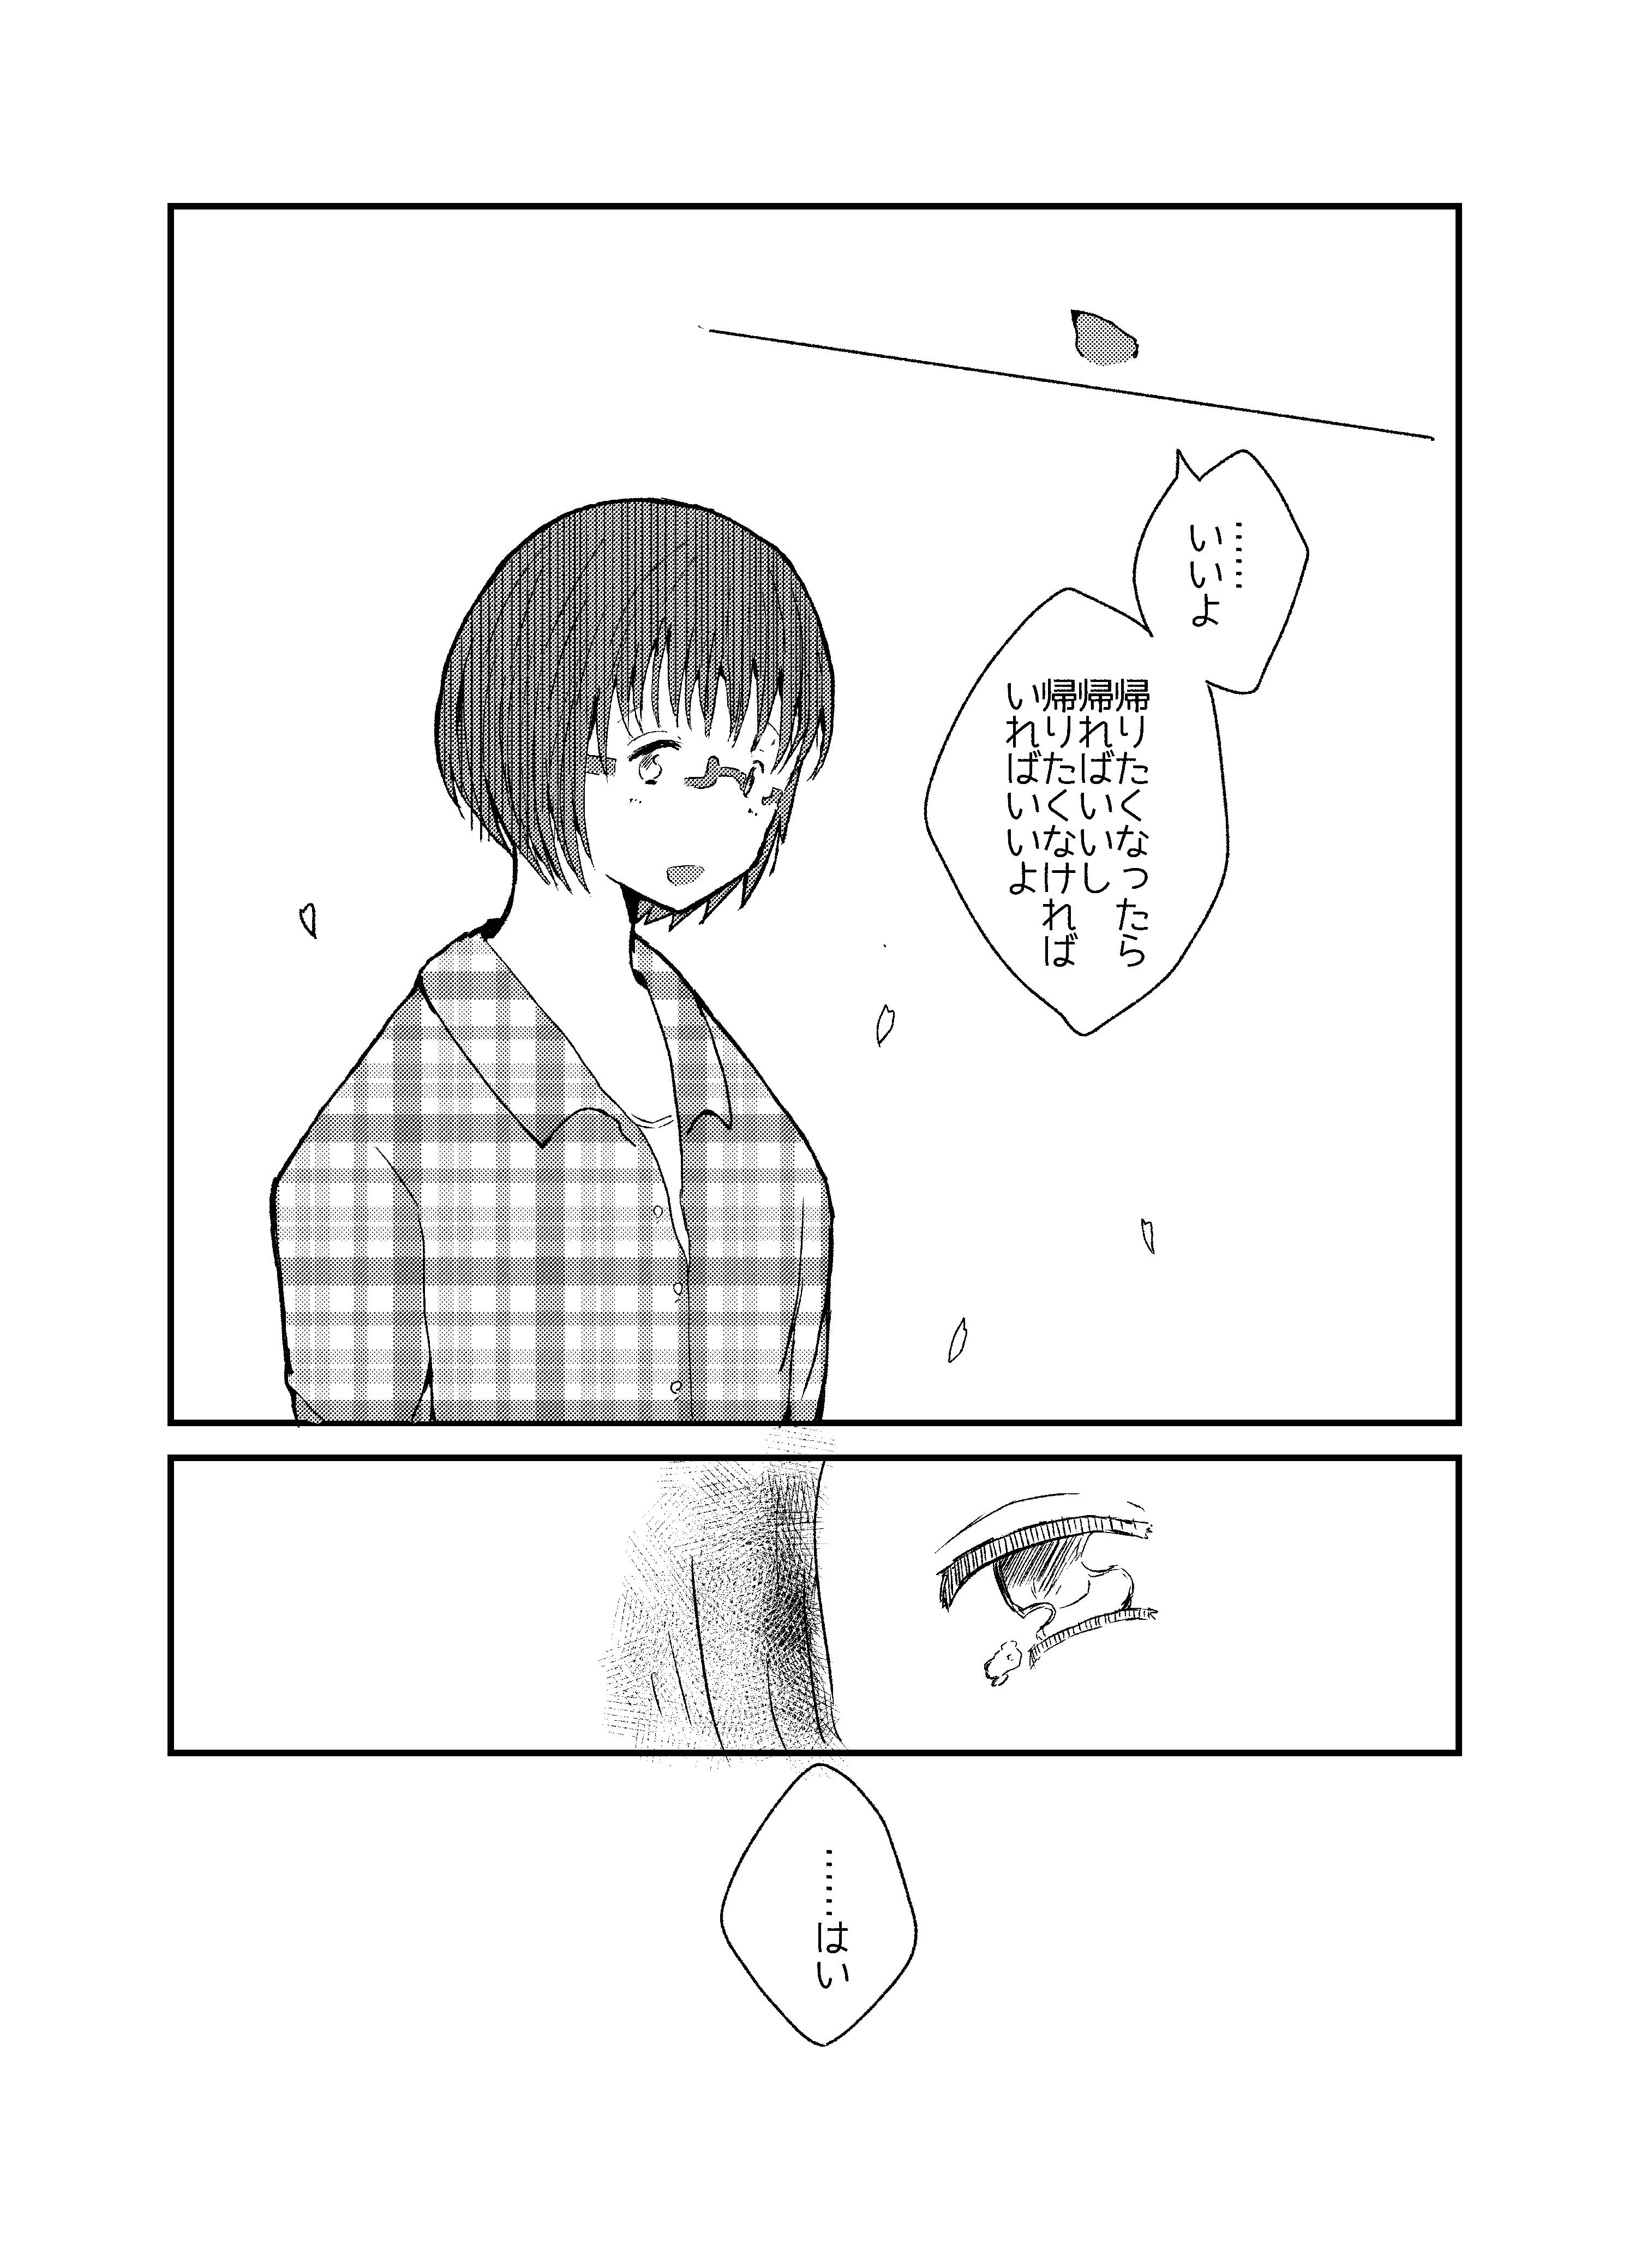 ……
いいよ
帰りたくなったら
帰ればいいし
帰りたくなければ
いればいいよ
……はい